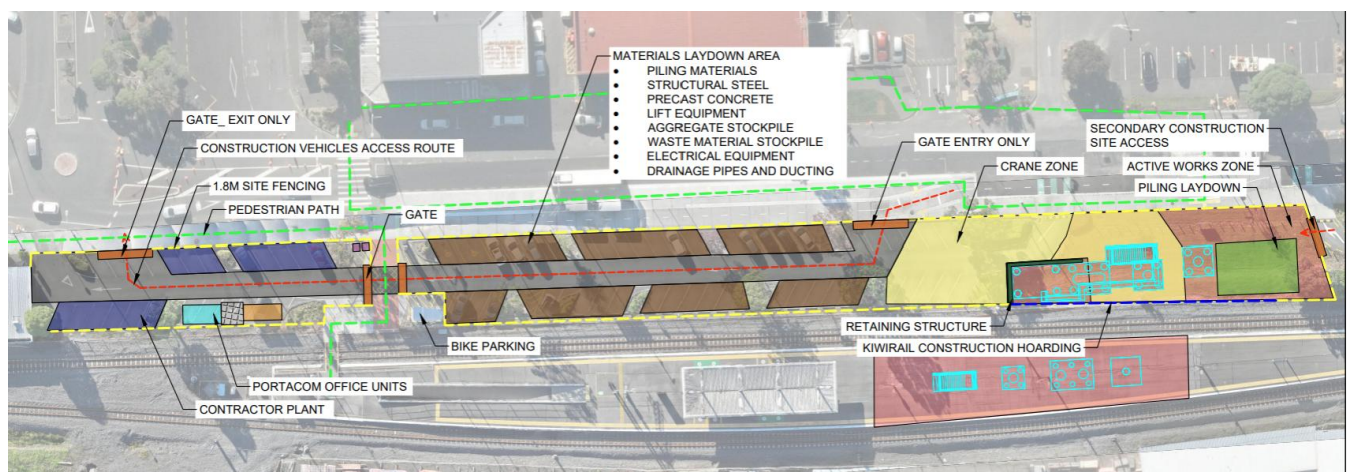 MATERIALS LAYDOWN AREA
• PILING MATERIALS
• STRUCTURAL STEEL
• PRECAST CONCRETE
• LIFT EQUIPMENT
• AGGREGATE STOCKPILE
• WASTE MATERIAL STOCKPILE
• ELECTRICAL EQUIPMENT
• DRAINAGE PIPES AND DUCTING
GATE_ EXIT ONLY
CONSTRUCTION VEHICLES ACCESS ROUTE
1.8M SITE FENCING
PEDESTRIAN PATH
GATE
GATE ENTRY ONLY
CRANE ZONE
SECONDARY CONSTRUCTION
SITE ACCESS
ACTIVE WORKS ZONE
PILING LAYDOWN
RETAINING STRUCTURE
KIWIRAIL CONSTRUCTION HOARDING
BIKE PARKING
PORTACOM OFFICE UNITS
CONTRACTOR PLANT